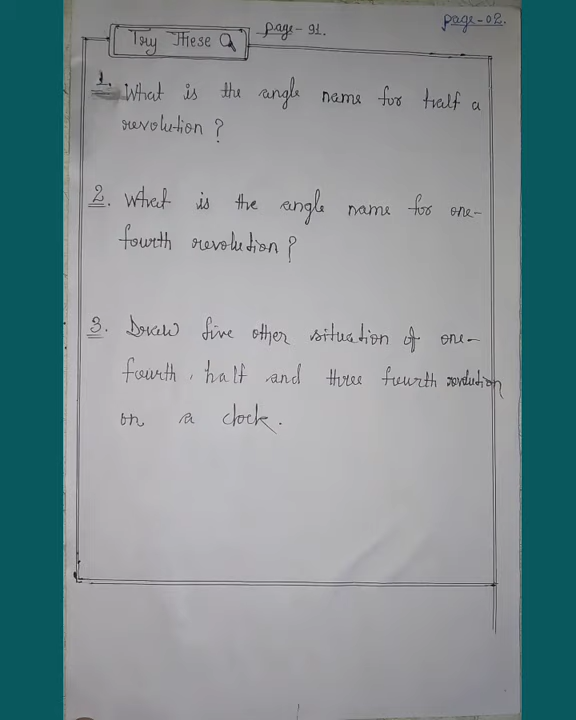 page-02.
Try These
page-91.
1. What is the angle name for half a
revolution?
2. What is the angle name for one-
fourth revolution?
3. Draw five other situation of one-
fourth, half and three fourth revolution
on a clock.